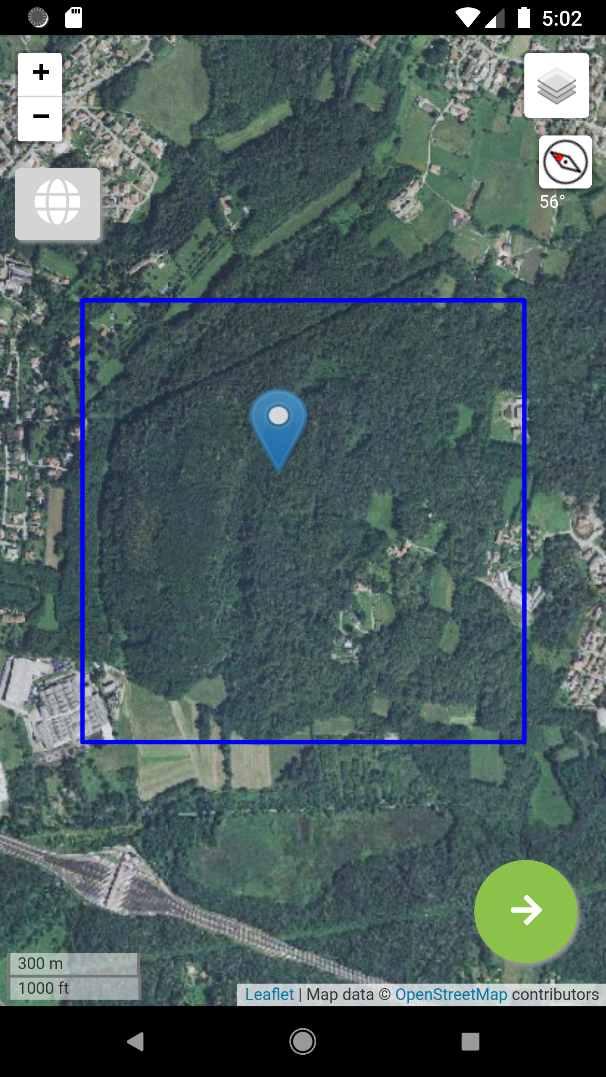 5:02
+
−
56°
300 m
1000 ft
Leaflet | Map data © OpenStreetMap contributors